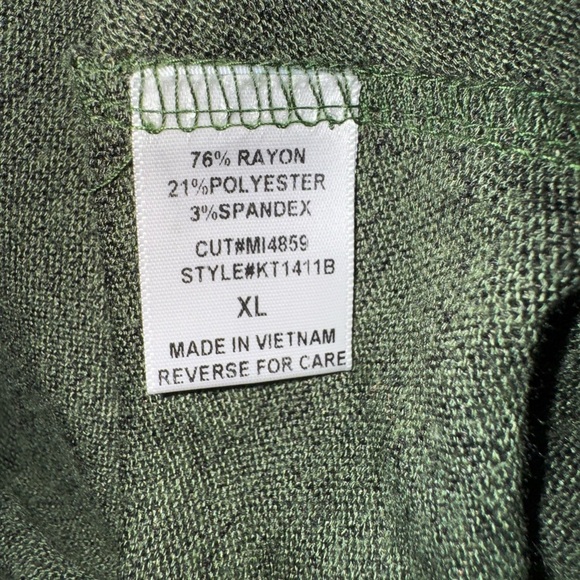 76% RAYON
21%POLYESTER
3%SPANDEX
CUT#MI4859
STYLE#KT1411B
XL
MADE IN VIETNAM
REVERSE FOR CARE